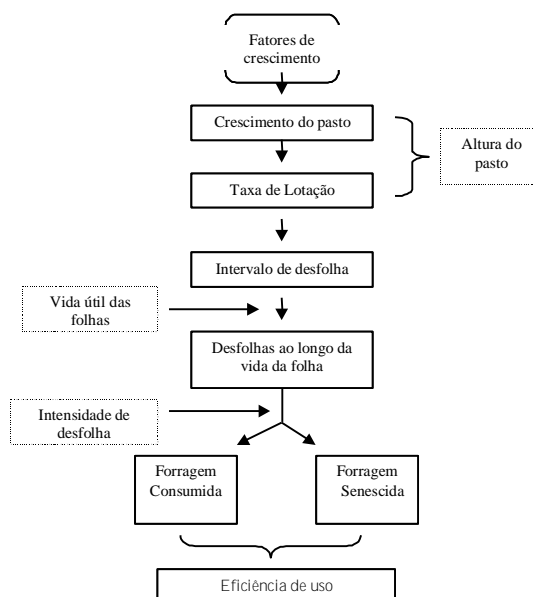 Fatores de
crescimento
Crescimento do pasto
Altura do
pasto
Taxa de Lotação
Intervalo de desfolha
Vida útil das
folhas
Desfolhas ao longo da
vida da folha
Intensidade de
desfolha
Forragem
Consumida
Forragem
Senescida
Eficiência de uso